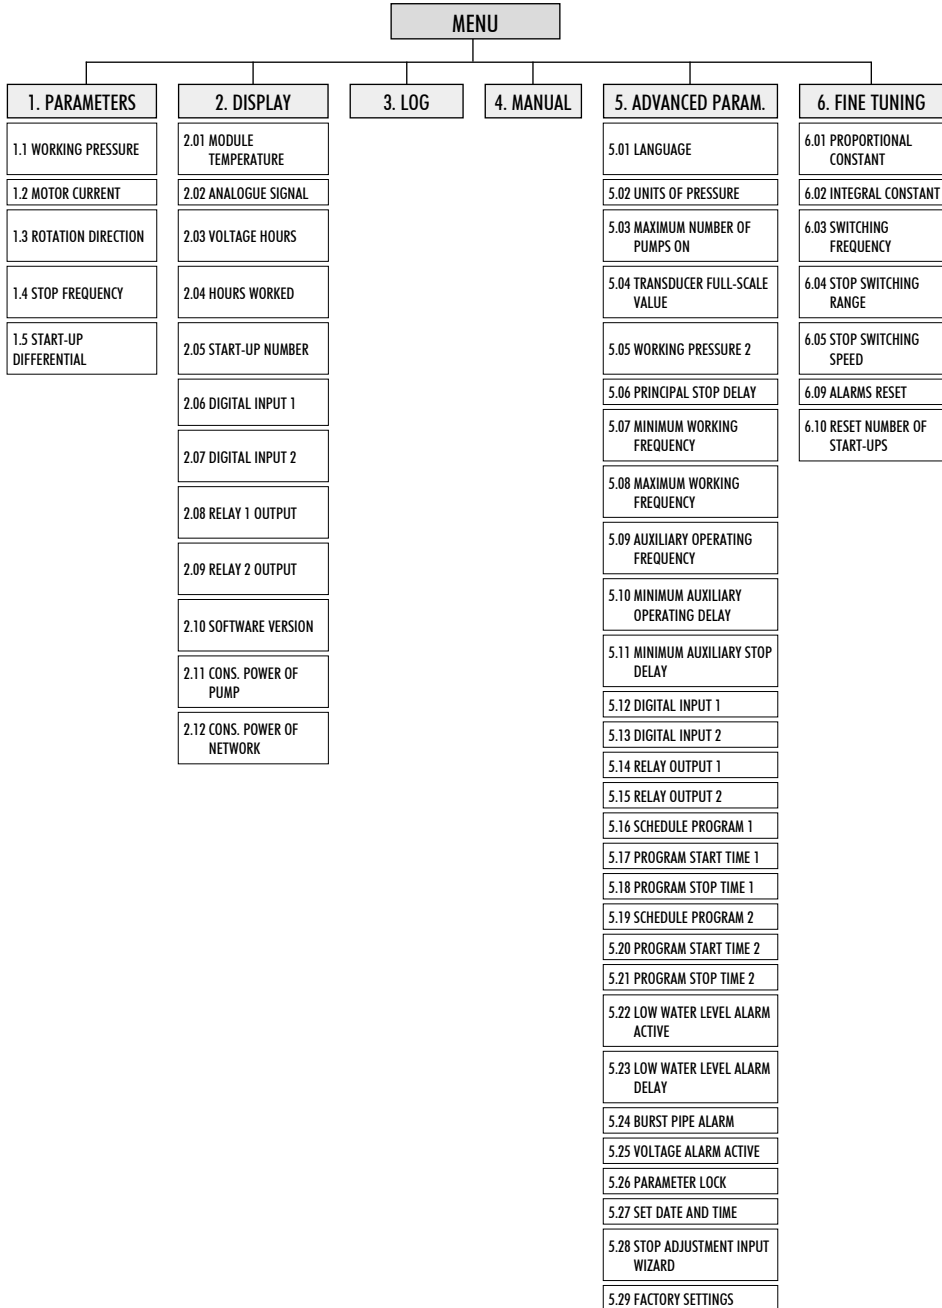 MENU
1. PARAMETERS
1.1 WORKING PRESSURE
1.2 MOTOR CURRENT
1.3 ROTATION DIRECTION
1.4 STOP FREQUENCY
1.5 START-UP
DIFFERENTIAL
2. DISPLAY
2.01 MODULE
TEMPERATURE
2.02 ANALOGUE SIGNAL
2.03 VOLTAGE HOURS
2.04 HOURS WORKED
2.05 START-UP NUMBER
2.06 DIGITAL INPUT 1
2.07 DIGITAL INPUT 2
2.08 RELAY 1 OUTPUT
2.09 RELAY 2 OUTPUT
2.10 SOFTWARE VERSION
2.11 CONS. POWER OF
PUMP
2.12 CONS. POWER OF
NETWORK
3. LOG
4. MANUAL
5. ADVANCED PARAM.
5.01 LANGUAGE
5.02 UNITS OF PRESSURE
5.03 MAXIMUM NUMBER OF
PUMPS ON
5.04 TRANSDUCER FULL-SCALE
VALUE
5.05 WORKING PRESSURE 2
5.06 PRINCIPAL STOP DELAY
5.07 MINIMUM WORKING
FREQUENCY
5.08 MAXIMUM WORKING
FREQUENCY
5.09 AUXILIARY OPERATING
FREQUENCY
5.10 MINIMUM AUXILIARY
OPERATING DELAY
5.11 MINIMUM AUXILIARY STOP
DELAY
5.12 DIGITAL INPUT 1
5.13 DIGITAL INPUT 2
5.14 RELAY OUTPUT 1
5.15 RELAY OUTPUT 2
5.16 SCHEDULE PROGRAM 1
5.17 PROGRAM START TIME 1
5.18 PROGRAM STOP TIME 1
5.19 SCHEDULE PROGRAM 2
5.20 PROGRAM START TIME 2
5.21 PROGRAM STOP TIME 2
5.22 LOW WATER LEVEL ALARM
ACTIVE
5.23 LOW WATER LEVEL ALARM
DELAY
5.24 BURST PIPE ALARM
5.25 VOLTAGE ALARM ACTIVE
5.26 PARAMETER LOCK
5.27 SET DATE AND TIME
5.28 STOP ADJUSTMENT INPUT
WIZARD
5.29 FACTORY SETTINGS
6. FINE TUNING
6.01 PROPORTIONAL
CONSTANT
6.02 INTEGRAL CONSTANT
6.03 SWITCHING
FREQUENCY
6.04 STOP SWITCHING
RANGE
6.05 STOP SWITCHING
SPEED
6.09 ALARMS RESET
6.10 RESET NUMBER OF
START-UPS